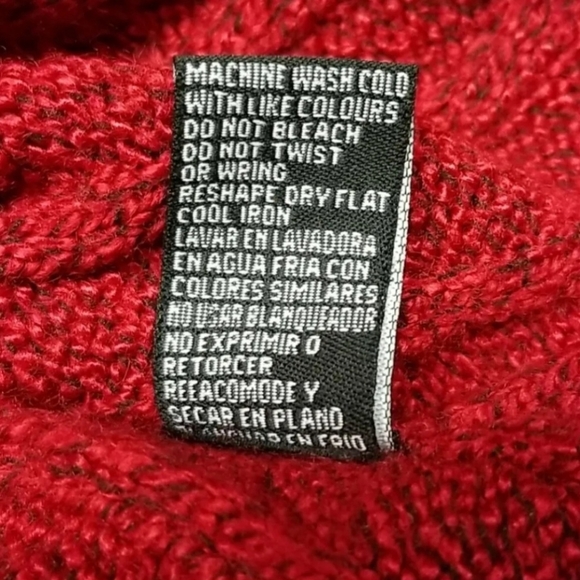 MACHINE WASH COLD
WITH LIKE COLOURS
DO NOT BLEACH
DO NOT TWIST
OR WRING
RESHAPE DRY FLAT
COOL IRON
LAVAR EN LAVADORA
EN AGUA FRIA CON
COLORES SIMILARES
NO USAR BLANQUEADOR
NO EXPRIMIR O
RETORCER
REEACOMODE Y
SECAR EN PLANO
EN FRIO